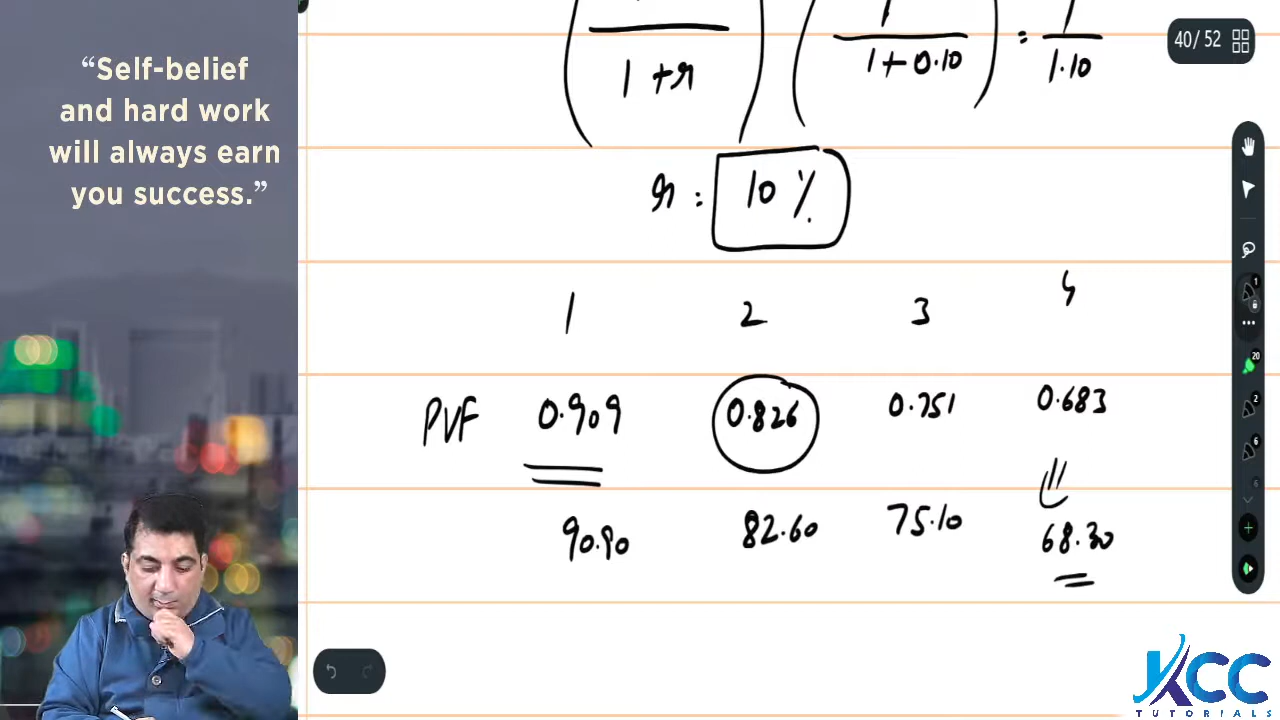 “Self-belief
and hard work
will always earn
you success.”
40/ 52
1 + r
1 + 0.10
= 1.10
r : 10 %
1 2 3 4
PVF 0.909 0.826 0.751 0.683
90.90 82.60 75.10 68.30
KCC
TUTORIALS